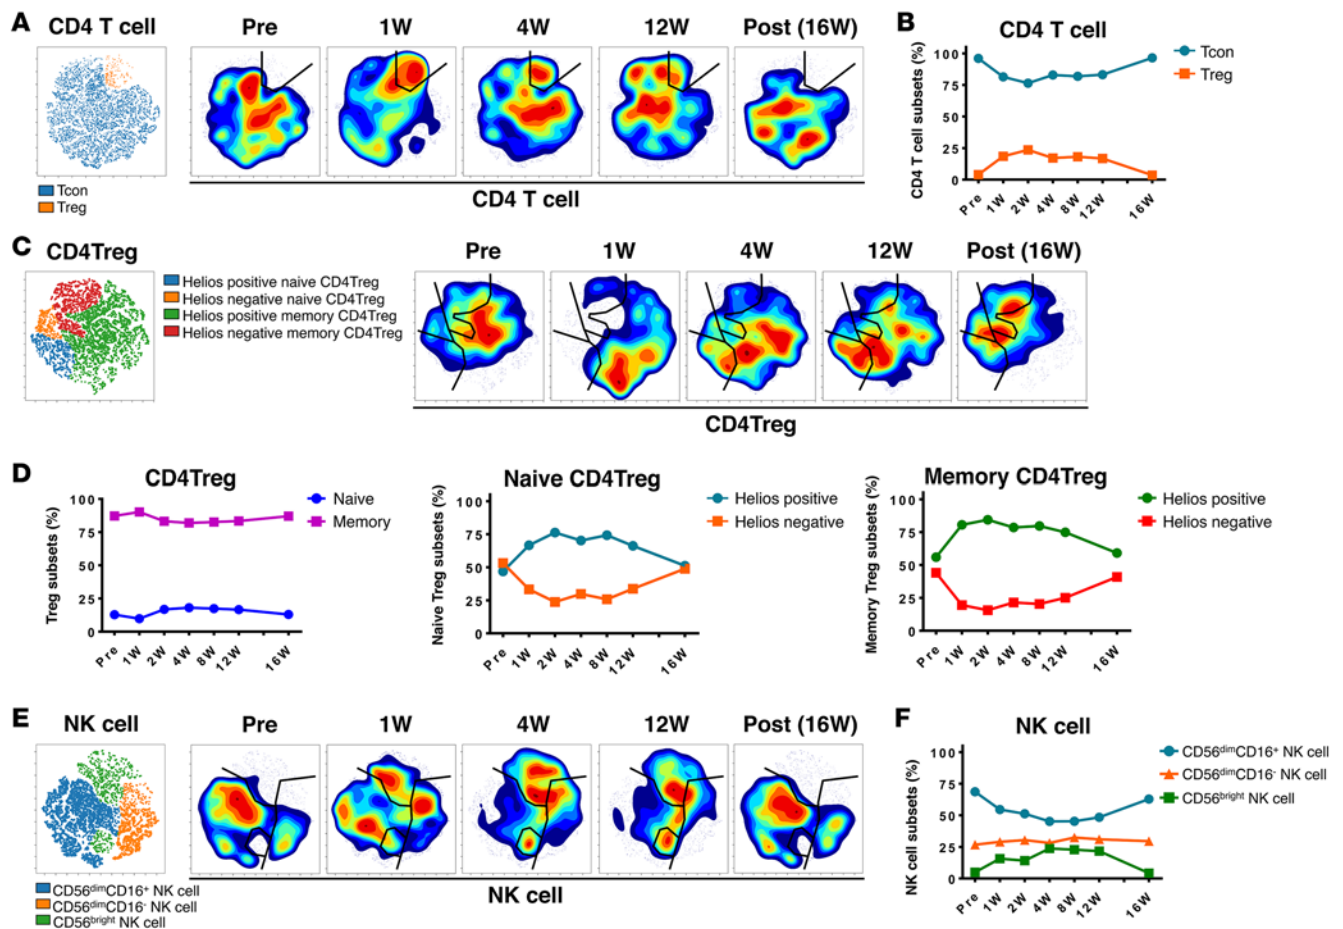 A
CD4 T cell
Pre
1W
4W
12W
Post (16W)
Tcon
Treg
CD4 T cell
B
CD4 T cell
CD4 T cell subsets (%)
100
75
50
25
0
Pre
1W
2W
4W
8W
12W
16W
Tcon
Treg
C
CD4Treg
Helios positive naive CD4Treg
Helios negative naive CD4Treg
Helios positive memory CD4Treg
Helios negative memory CD4Treg
Pre
1W
4W
12W
Post (16W)
CD4Treg
D
CD4Treg
Treg subsets (%)
100
75
50
25
0
Pre
1W
2W
4W
8W
12W
16W
Naive
Memory
Naive CD4Treg
Naive Treg subsets (%)
100
75
50
25
0
Pre
1W
2W
4W
8W
12W
16W
Helios positive
Helios negative
Memory CD4Treg
Memory Treg subsets (%)
100
75
50
25
0
Pre
1W
2W
4W
8W
12W
16W
Helios positive
Helios negative
E
NK cell
Pre
1W
4W
12W
Post (16W)
CD56dimCD16+ NK cell
CD56dimCD16- NK cell
CD56bright NK cell
NK cell
F
NK cell
NK cell subsets (%)
100
75
50
25
0
Pre
1W
2W
4W
8W
12W
16W
CD56dimCD16+ NK cell
CD56dimCD16- NK cell
CD56bright NK cell